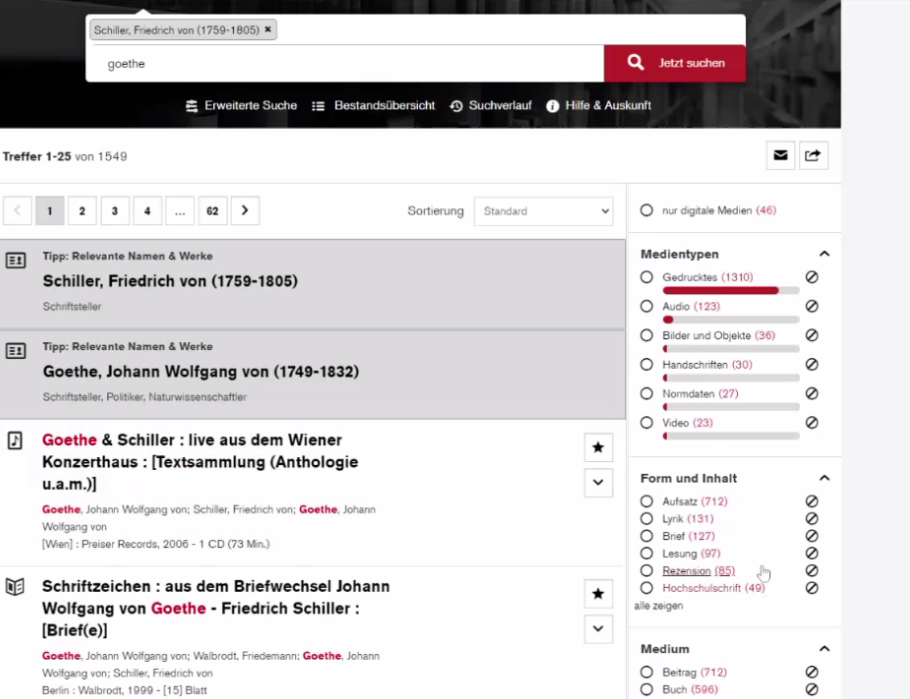 Schiller, Friedrich von (1759-1805) ×
goethe
Jetzt suchen
Erweiterte Suche Bestandsübersicht Suchverlauf Hilfe & Auskunft
Treffer 1-25 von 1549
1 2 3 4 ... 62
Sortierung Standard
Tipp: Relevante Namen & Werke
Schiller, Friedrich von (1759-1805)
Schriftsteller
Tipp: Relevante Namen & Werke
Goethe, Johann Wolfgang von (1749-1832)
Schriftsteller, Politiker, Naturwissenschaftler
Goethe & Schiller : live aus dem Wiener
Konzerthaus : [Textsammlung (Anthologie
u.a.m.)]
Goethe, Johann Wolfgang von; Schiller, Friedrich von; Goethe, Johann
Wolfgang von
[Wien] : Preiser Records, 2006 - 1 CD (73 Min.)
Schriftzeichen : aus dem Briefwechsel Johann
Wolfgang von Goethe - Friedrich Schiller :
[Brief(e)]
Goethe, Johann Wolfgang von; Walbrodt, Friedemann; Goethe, Johann
Wolfgang von; Schiller, Friedrich von
Berlin : Walbrodt, 1999 - [15] Blatt
nur digitale Medien (46)
Medientypen
Gedrucktes (1310)
Audio (123)
Bilder und Objekte (36)
Handschriften (30)
Normdaten (27)
Video (23)
Form und Inhalt
Aufsatz (712)
Lyrik (131)
Brief (127)
Lesung (97)
Rezension (85)
Hochschulschrift (49)
alle zeigen
Medium
Beitrag (712)
Buch (596)